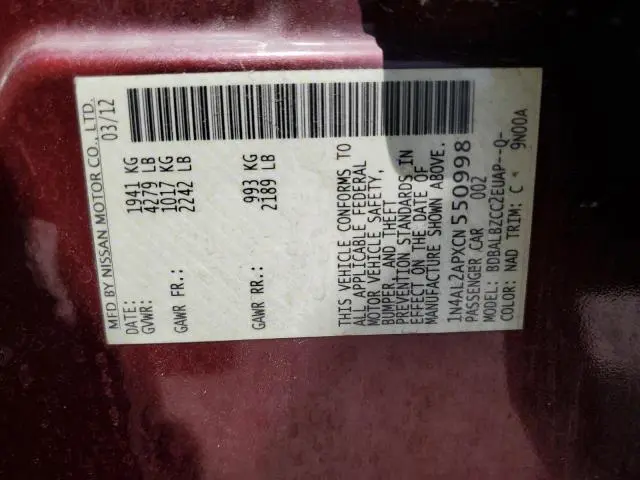 MFD BY NISSAN MOTOR CO., LTD.
DATE: 03/12
GVWR: 1941 KG
4279 LB
GAWR FR.: 1017 KG
2242 LB
GAWR RR.: 993 KG
2189 LB
THIS VEHICLE CONFORMS TO
ALL APPLICABLE FEDERAL
MOTOR VEHICLE SAFETY,
BUMPER, AND THEFT
PREVENTION STANDARDS IN
EFFECT ON THE DATE OF
MANUFACTURE SHOWN ABOVE.
1N4AL2APXCN550998
PASSENGER CAR 002
MODEL: BDBALBZCC2EUAP--Q-
COLOR: NAD TRIM: C * 9N00A